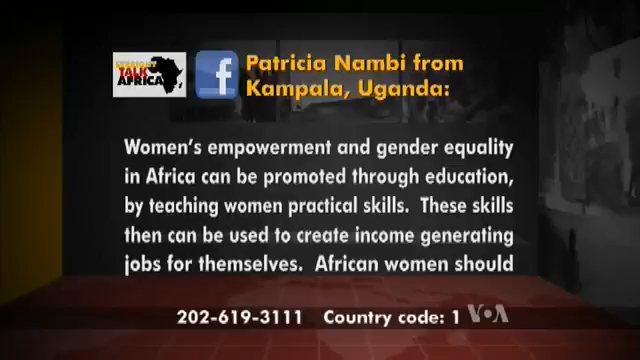 STRAIGHT
TALK
AFRICA
f
Patricia Nambi from
Kampala, Uganda:
Women's empowerment and gender equality
in Africa can be promoted through education,
by teaching women practical skills. These skills
then can be used to create income generating
jobs for themselves. African women should
202-619-3111 Country code: 1
VOA